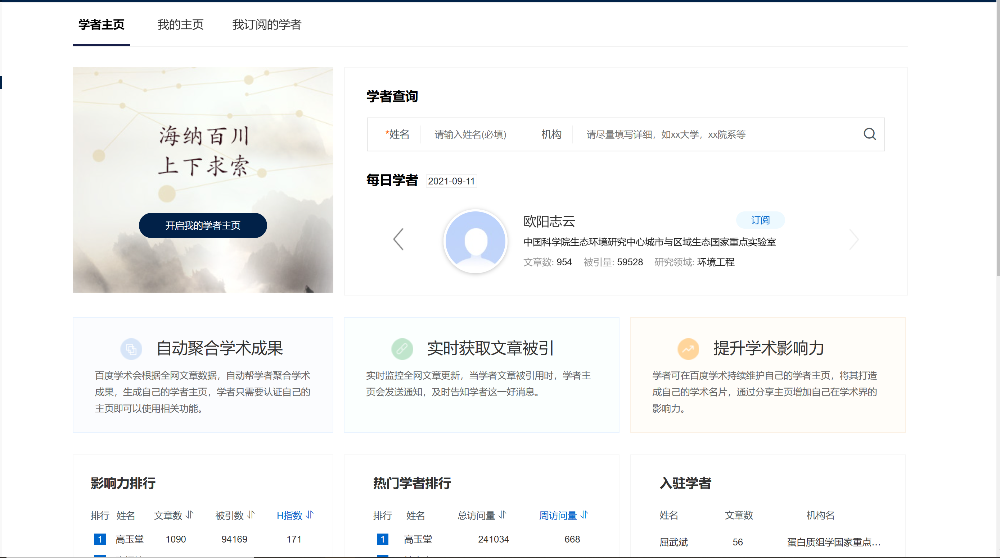 学者主页 我的主页 我订阅的学者
海纳百川
上下求索
开启我的学者主页
学者查询
*姓名 请输入姓名(必填) 机构 请尽量填写详细，如xx大学，xx院系等
每日学者 2021-09-11
欧阳志云 订阅
中国科学院生态环境研究中心城市与区域生态国家重点实验室
文章数: 954 被引量: 59528 研究领域: 环境工程
自动聚合学术成果
百度学术会根据全网文章数据，自动帮学者聚合学术
成果，生成自己的学者主页，学者只需要认证自己的
主页即可以使用相关功能。
实时获取文章被引
实时监控全网文章更新，当学者文章被引用时，学者主
页会发送通知，及时告知学者这一好消息。
提升学术影响力
学者可在百度学术持续维护自己的学者主页，将其打造
成自己的学术名片，通过分享主页增加自己在学术界的
影响力。
影响力排行
排行 姓名 文章数 被引数 H指数
1 高玉堂 1090 94169 171
热门学者排行
排行 姓名 总访问量 周访问量
1 高玉堂 241034 668
入驻学者
姓名 文章数 机构名
屈武斌 56 蛋白质组学国家重点...